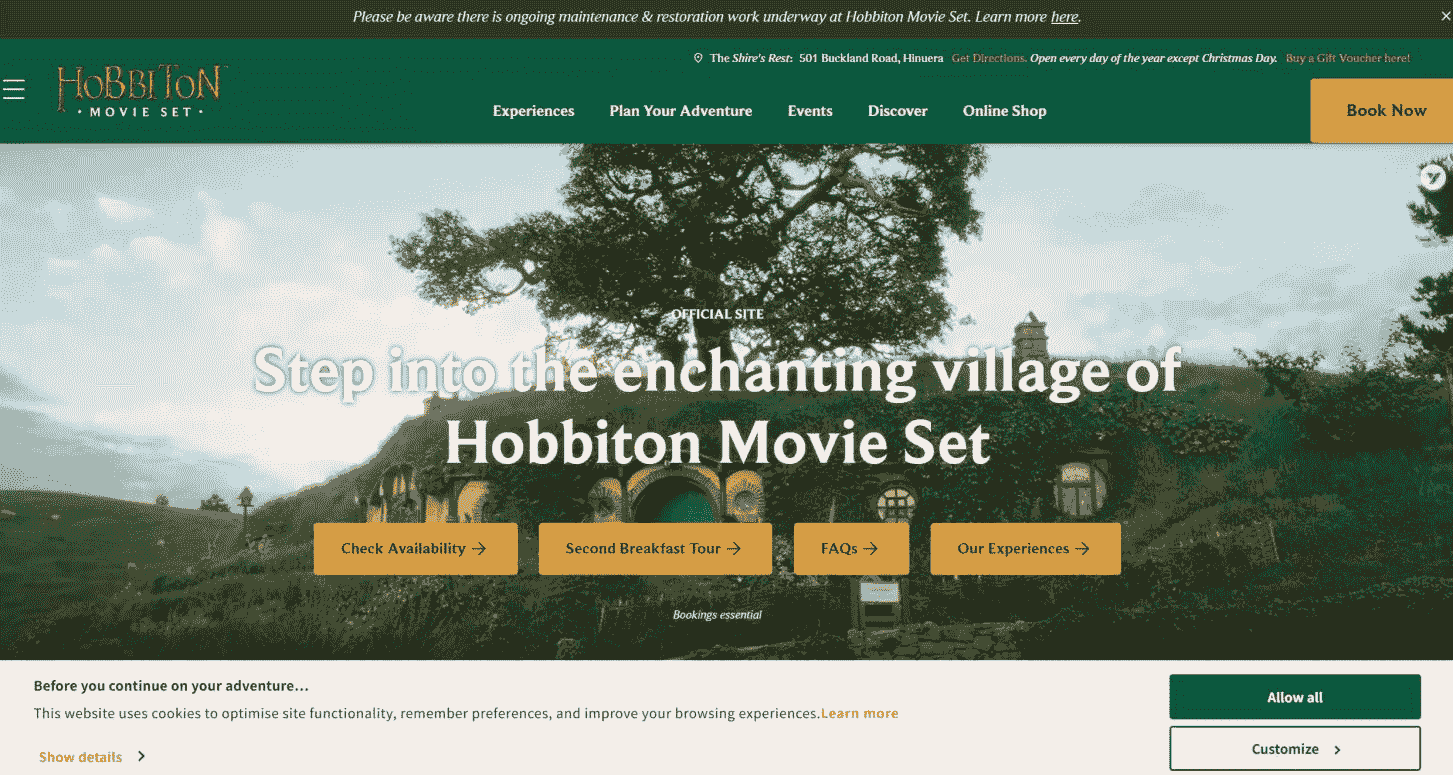 Please be aware there is ongoing maintenance & restoration work underway at Hobbiton Movie Set. Learn more here.
The Shire's Rest: 501 Buckland Road, Hinuera Get Directions. Open every day of the year except Christmas Day. Buy a Gift Voucher here!
HOBBITON
· MOVIE SET ·
Experiences Plan Your Adventure Events Discover Online Shop
Book Now
OFFICIAL SITE
Step into the enchanting village of
Hobbiton Movie Set
Check Availability → Second Breakfast Tour → FAQs → Our Experiences →
Bookings essential
Before you continue on your adventure...
This website uses cookies to optimise site functionality, remember preferences, and improve your browsing experiences.Learn more
Show details
Allow all
Customize